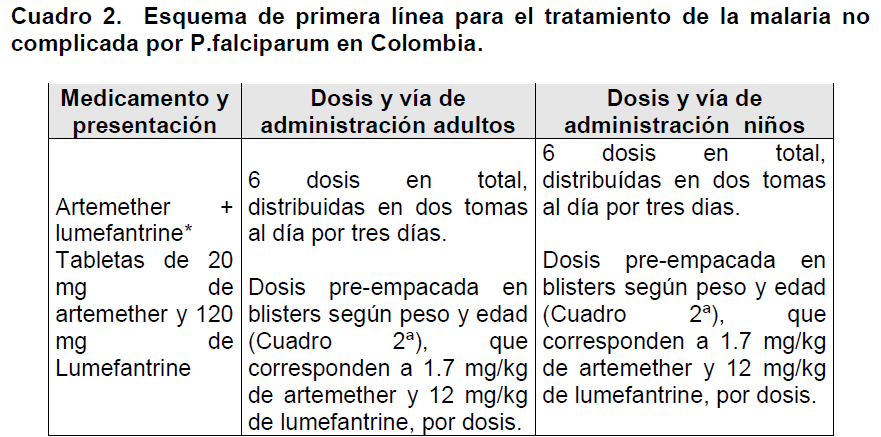 Cuadro 2. Esquema de primera línea para el tratamiento de la malaria no
complicada por P.falciparum en Colombia.
Medicamento y
presentación
Dosis y vía de
administración adultos
Dosis y vía de
administración niños
Artemether +
lumefantrine*
Tabletas de 20
mg de
artemether y 120
mg de
Lumefantrine
6 dosis en total,
distribuidas en dos tomas
al día por tres días.
Dosis pre-empacada en
blisters según peso y edad
(Cuadro 2ª), que
corresponden a 1.7 mg/kg
de artemether y 12 mg/kg
de lumefantrine, por dosis.
6 dosis en total,
distribuídas en dos tomas
al día por tres dias.
Dosis pre-empacada en
blisters según peso y edad
(Cuadro 2ª), que
corresponden a 1.7 mg/kg
de artemether y 12 mg/kg
de lumefantrine, por dosis.